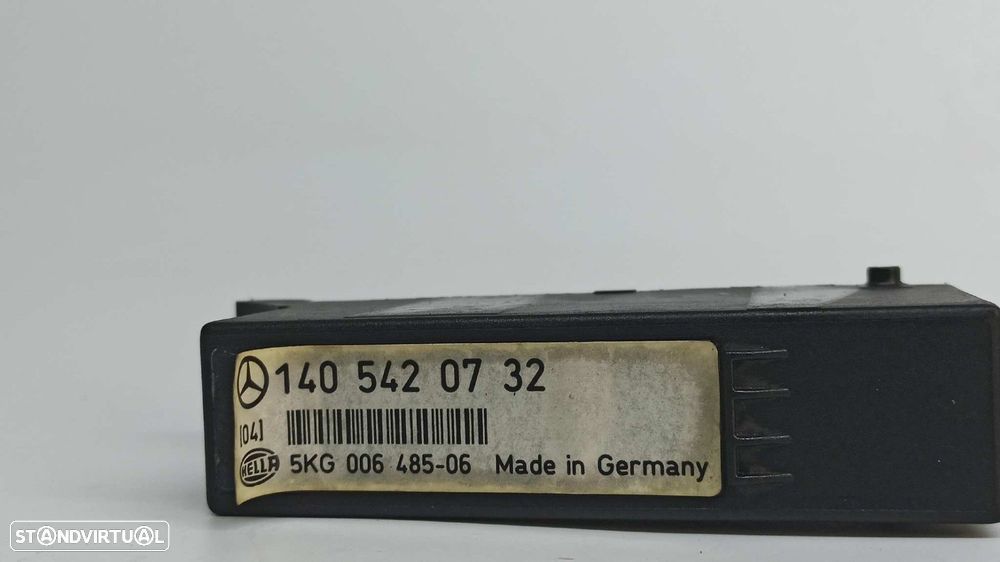 140 542 07 32
[04]
HELLA 5KG 006 485-06 Made in Germany
STANDVIRTUAL